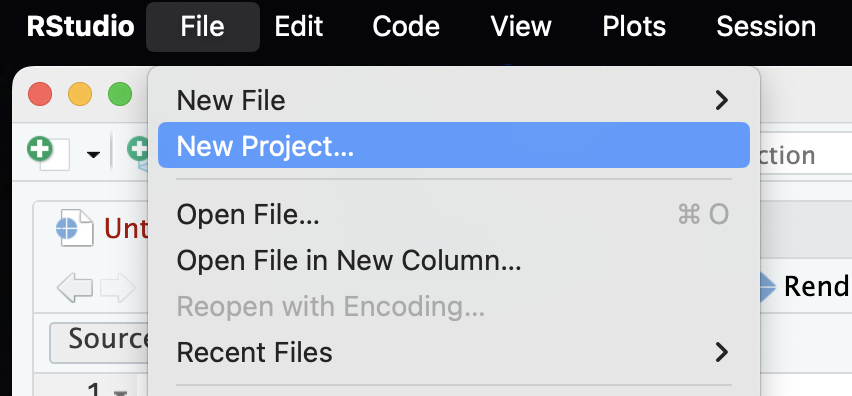 RStudio File Edit Code View Plots Session
New File
New Project...
ction
Open File... ⌘ O
Unt
Open File in New Column...
Rend
Reopen with Encoding...
Source
Recent Files
1